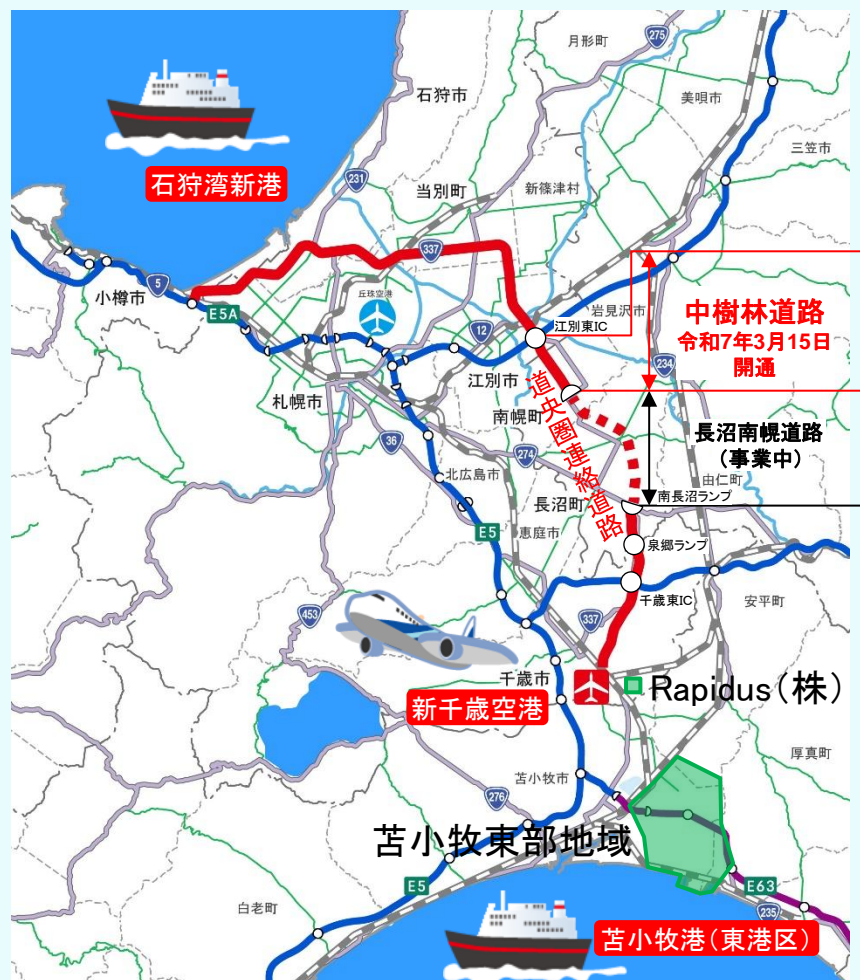 月形町
275
美唄市
石狩市
三笠市
石狩湾新港
231
当別町
新篠津村
337
5
小樽市
E5A
丘珠空港
12
岩見沢市
江別東IC
中樹林道路
令和7年3月15日
開通
234
江別市
札幌市
南幌町
道央圏連絡道路
36
274
長沼南幌道路
(事業中)
北広島市
由仁町
長沼町
南長沼ランプ
E5
恵庭市
泉郷ランプ
千歳東IC
安平町
453
337
千歳市
Rapidus(株)
新千歳空港
厚真町
苫小牧市
276
苫小牧東部地域
E5
E63
白老町
235
苫小牧港(東港区)